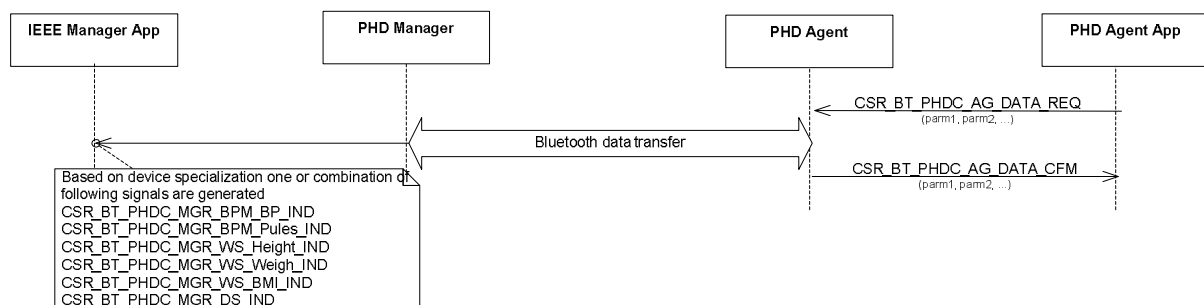 IEEE Manager App
PHD Manager
PHD Agent
PHD Agent App
CSR_BT_PHDC_AG_DATA_REQ
(parm1, parm2, ...)
Bluetooth data transfer
CSR_BT_PHDC_AG_DATA_CFM
(parm1, parm2, ...)
Based on device specialization one or combination of
following signals are generated
CSR_BT_PHDC_MGR_BPM_BP_IND
CSR_BT_PHDC_MGR_BPM_Pules_IND
CSR_BT_PHDC_MGR_WS_Height_IND
CSR_BT_PHDC_MGR_WS_Weigh_IND
CSR_BT_PHDC_MGR_WS_BMI_IND
CSR_BT_PHDC_MGR_DS_IND